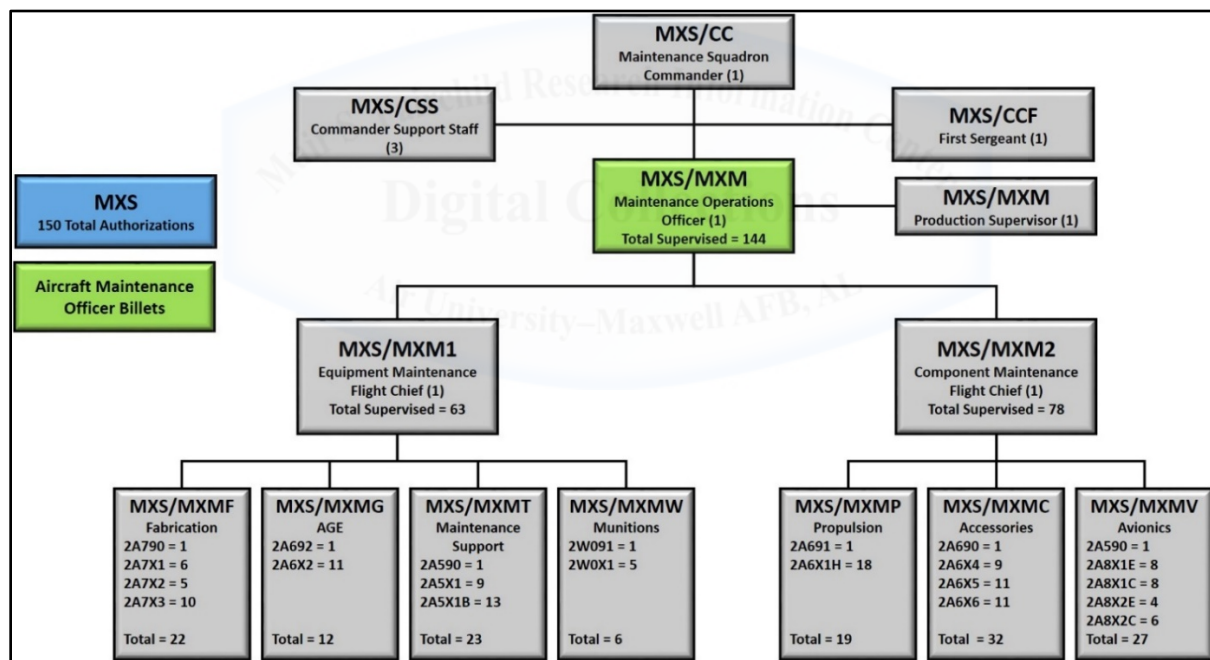 MXS/CC
Maintenance Squadron
Commander (1)
MXS/CSS
Commander Support Staff
(3)
MXS/CCF
First Sergeant (1)
MXS
150 Total Authorizations
MXS/MXM
Maintenance Operations
Officer (1)
Total Supervised = 144
MXS/MXM
Production Supervisor (1)
Aircraft Maintenance
Officer Billets
MXS/MXM1
Equipment Maintenance
Flight Chief (1)
Total Supervised = 63
MXS/MXM2
Component Maintenance
Flight Chief (1)
Total Supervised = 78
MXS/MXMF
Fabrication
2A790 = 1
2A7X1 = 6
2A7X2 = 5
2A7X3 = 10
Total = 22
MXS/MXMG
AGE
2A692 = 1
2A6X2 = 11
Total = 12
MXS/MXMT
Maintenance
Support
2A590 = 1
2A5X1 = 9
2A5X1B = 13
Total = 23
MXS/MXMW
Munitions
2W091 = 1
2W0X1 = 5
Total = 6
MXS/MXMP
Propulsion
2A691 = 1
2A6X1H = 18
Total = 19
MXS/MXMC
Accessories
2A690 = 1
2A6X4 = 9
2A6X5 = 11
2A6X6 = 11
Total = 32
MXS/MXMV
Avionics
2A590 = 1
2A8X1E = 8
2A8X1C = 8
2A8X2E = 4
2A8X2C = 6
Total = 27
Research Information Center
Digital Collections
Air University–Maxwell AFB, AL